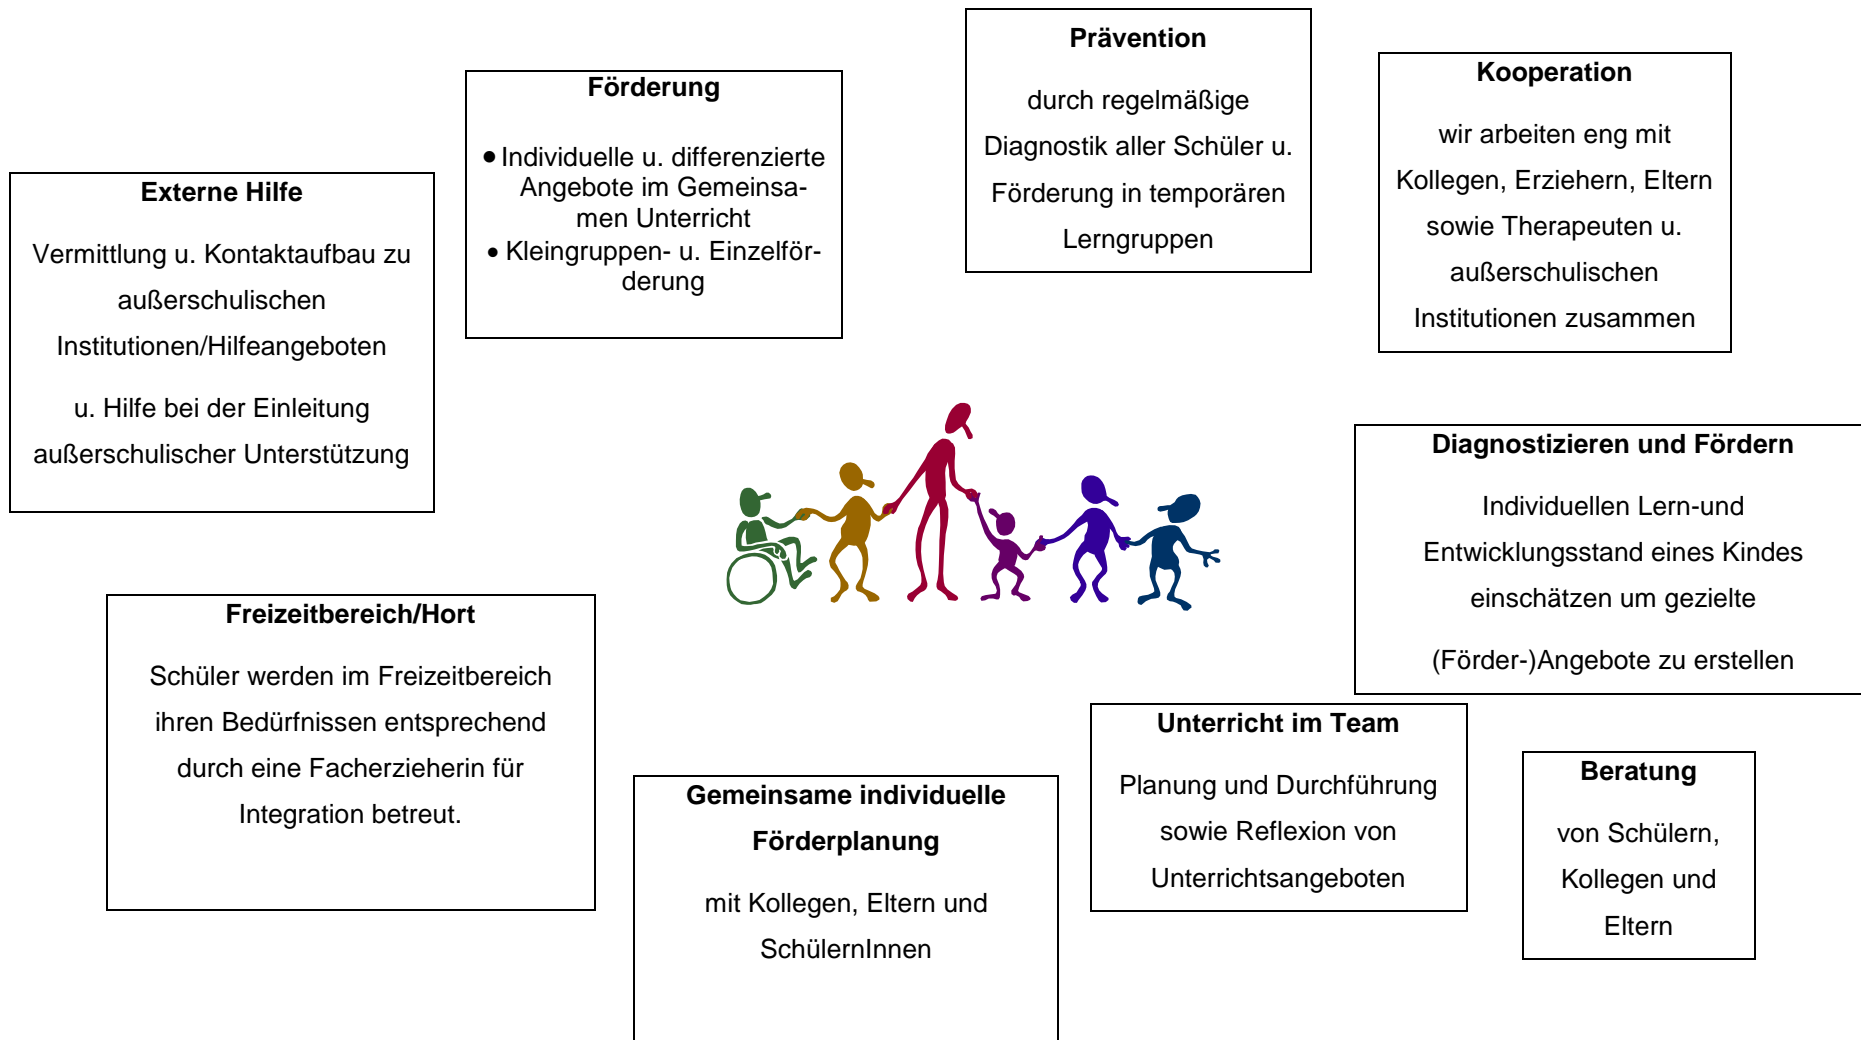 Prävention
durch regelmäßige
Diagnostik aller Schüler u.
Förderung in temporären
Lerngruppen
Kooperation
wir arbeiten eng mit
Kollegen, Erziehern, Eltern
sowie Therapeuten u.
außerschulischen
Institutionen zusammen
Förderung
• Individuelle u. differenzierte
Angebote im Gemeinsa-
men Unterricht
• Kleingruppen- u. Einzelför-
derung
Externe Hilfe
Vermittlung u. Kontaktaufbau zu
außerschulischen
Institutionen/Hilfeangeboten
u. Hilfe bei der Einleitung
außerschulischer Unterstützung
Diagnostizieren und Fördern
Individuellen Lern-und
Entwicklungsstand eines Kindes
einschätzen um gezielte
(Förder-)Angebote zu erstellen
Freizeitbereich/Hort
Schüler werden im Freizeitbereich
ihren Bedürfnissen entsprechend
durch eine Facherzieherin für
Integration betreut.
Unterricht im Team
Planung und Durchführung
sowie Reflexion von
Unterrichtsangeboten
Beratung
von Schülern,
Kollegen und
Eltern
Gemeinsame individuelle
Förderplanung
mit Kollegen, Eltern und
SchülernInnen